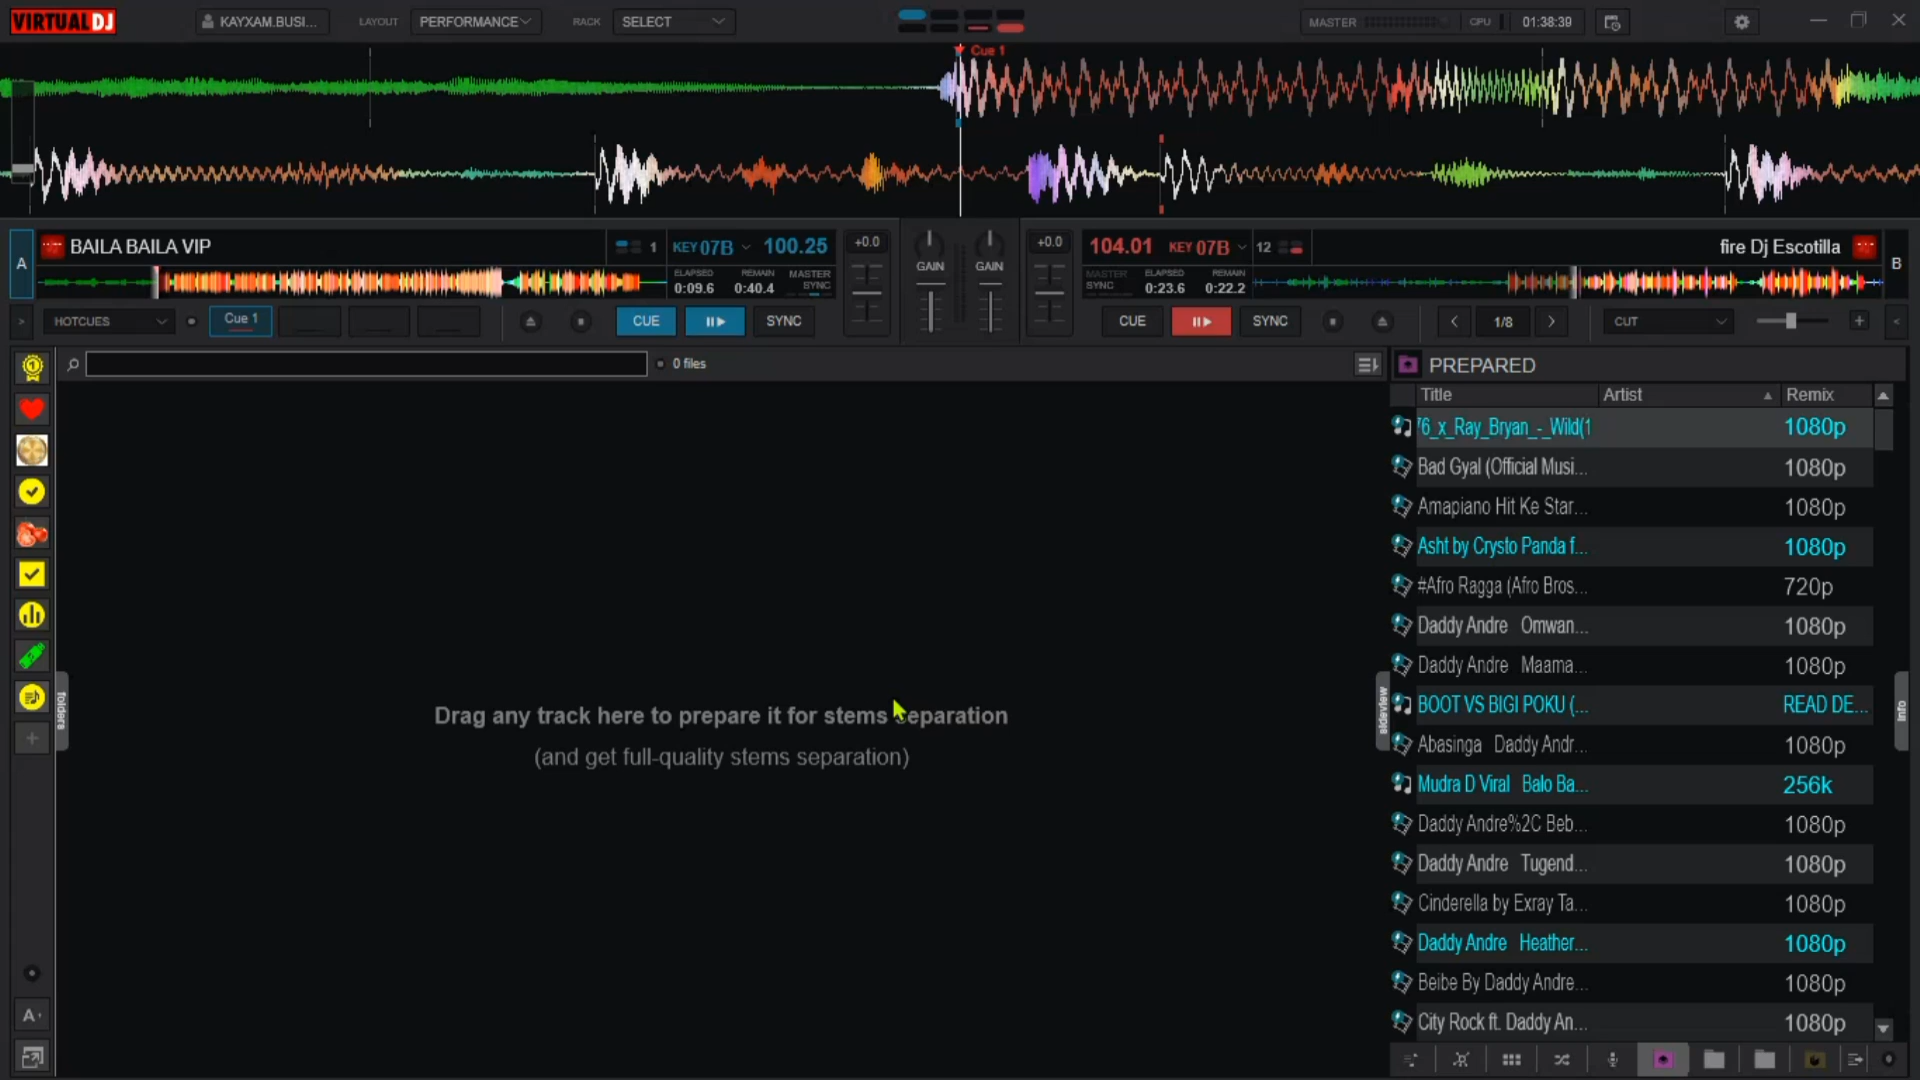 VIRTUAL DJ
KAYXAM.BUSI...
LAYOUT
PERFORMANCE
RACK
SELECT
MASTER
CPU
01:38:39
Cue 1
A
BAILA BAILA VIP
1
KEY 07B
100.25
ELAPSED
0:09.6
REMAIN
0:40.4
MASTER
SYNC
+0.0
GAIN
GAIN
+0.0
104.01
KEY 07B
12
MASTER
SYNC
ELAPSED
0:23.6
REMAIN
0:22.2
fire Dj Escotilla
B
HOTCUES
Cue 1
CUE
SYNC
CUE
SYNC
1/8
CUT
0 files
PREPARED
Title
Artist
Remix
76_x_Ray_Bryan_-_Wild(1
1080p
Bad Gyal (Official Musi...
1080p
Amapiano Hit Ke Star...
1080p
Asht by Crysto Panda f...
1080p
#Afro Ragga (Afro Bros...
720p
Daddy Andre Omwan...
1080p
Daddy Andre Maama...
1080p
BOOT VS BIGI POKU (...
READ DE...
Abasinga Daddy Andr...
1080p
Mudra D Viral Balo Ba...
256k
Daddy Andre%2C Beb...
1080p
Daddy Andre Tugend...
1080p
Cinderella by Exray Ta...
1080p
Daddy Andre Heather...
1080p
Beibe By Daddy Andre...
1080p
City Rock ft. Daddy An...
1080p
folders
sideview
info
Drag any track here to prepare it for stems separation
(and get full-quality stems separation)
A+